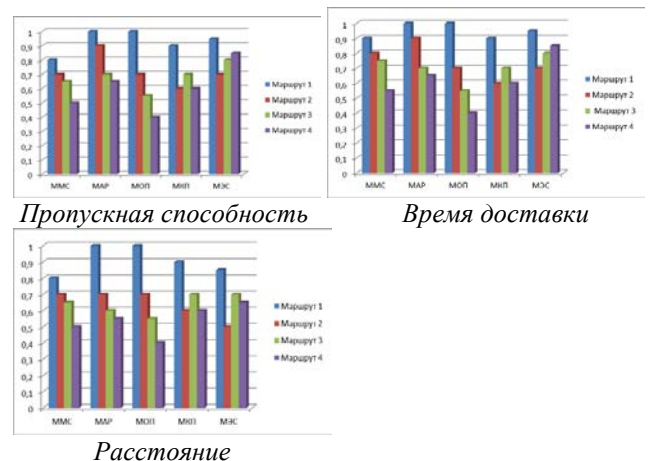 1
0,9
0,8
0,7
0,6
0,5
0,4
0,3
0,2
0,1
0
ММС МАР МОП МКП МЭС
Маршрут 1
Маршрут 2
Маршрут 3
Маршрут 4
Пропускная способность
1
0,9
0,8
0,7
0,6
0,5
0,4
0,3
0,2
0,1
0
ММС МАР МОП МКП МЭС
Маршрут 1
Маршрут 2
Маршрут 3
Маршрут 4
Время доставки
1
0,9
0,8
0,7
0,6
0,5
0,4
0,3
0,2
0,1
0
ММС МАР МОП МКП МЭС
Маршрут 1
Маршрут 2
Маршрут 3
Маршрут 4
Расстояние